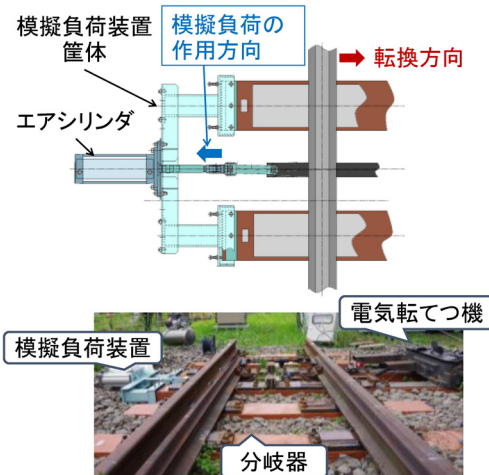 模擬負荷装置
筐体
模擬負荷の
作用方向
転換方向
エアシリンダ
電気転てつ機
模擬負荷装置
分岐器